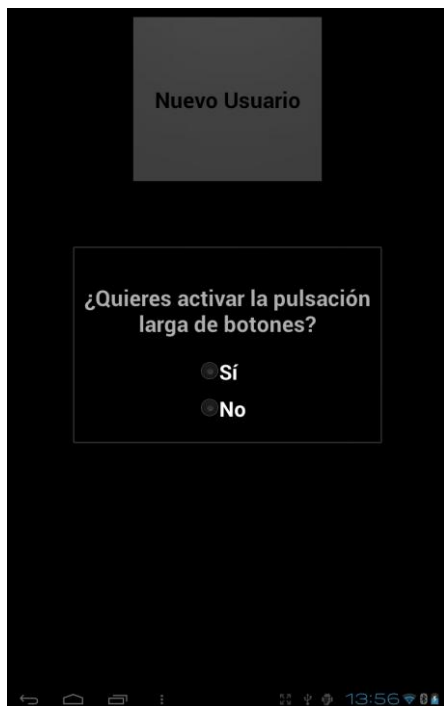 Nuevo Usuario
¿Quieres activar la pulsación
larga de botones?
Sí
No
13:56